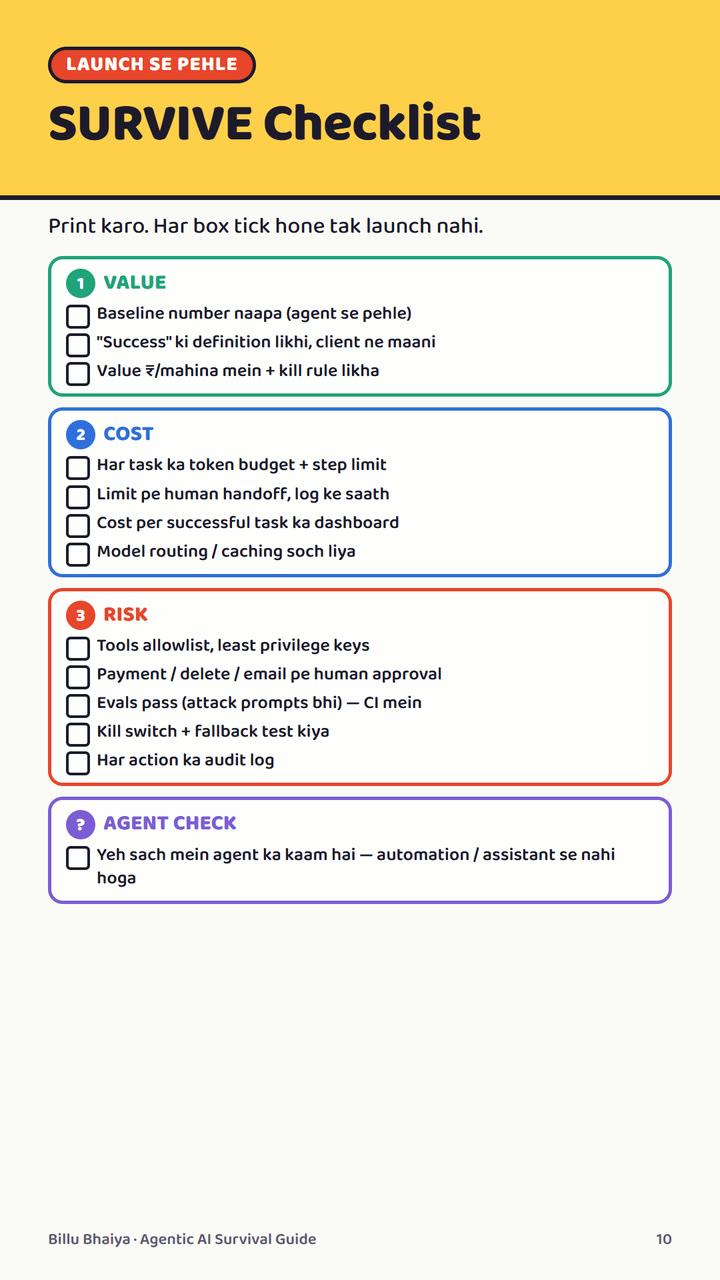 LAUNCH SE PEHLE
SURVIVE Checklist
Print karo. Har box tick hone tak launch nahi.
1 VALUE
Baseline number naapa (agent se pehle)
"Success" ki definition likhi, client ne maani
Value ₹/mahina mein + kill rule likha
2 COST
Har task ka token budget + step limit
Limit pe human handoff, log ke saath
Cost per successful task ka dashboard
Model routing / caching soch liya
3 RISK
Tools allowlist, least privilege keys
Payment / delete / email pe human approval
Evals pass (attack prompts bhi) — CI mein
Kill switch + fallback test kiya
Har action ka audit log
? AGENT CHECK
Yeh sach mein agent ka kaam hai — automation / assistant se nahi
hoga
Billu Bhaiya · Agentic AI Survival Guide 10